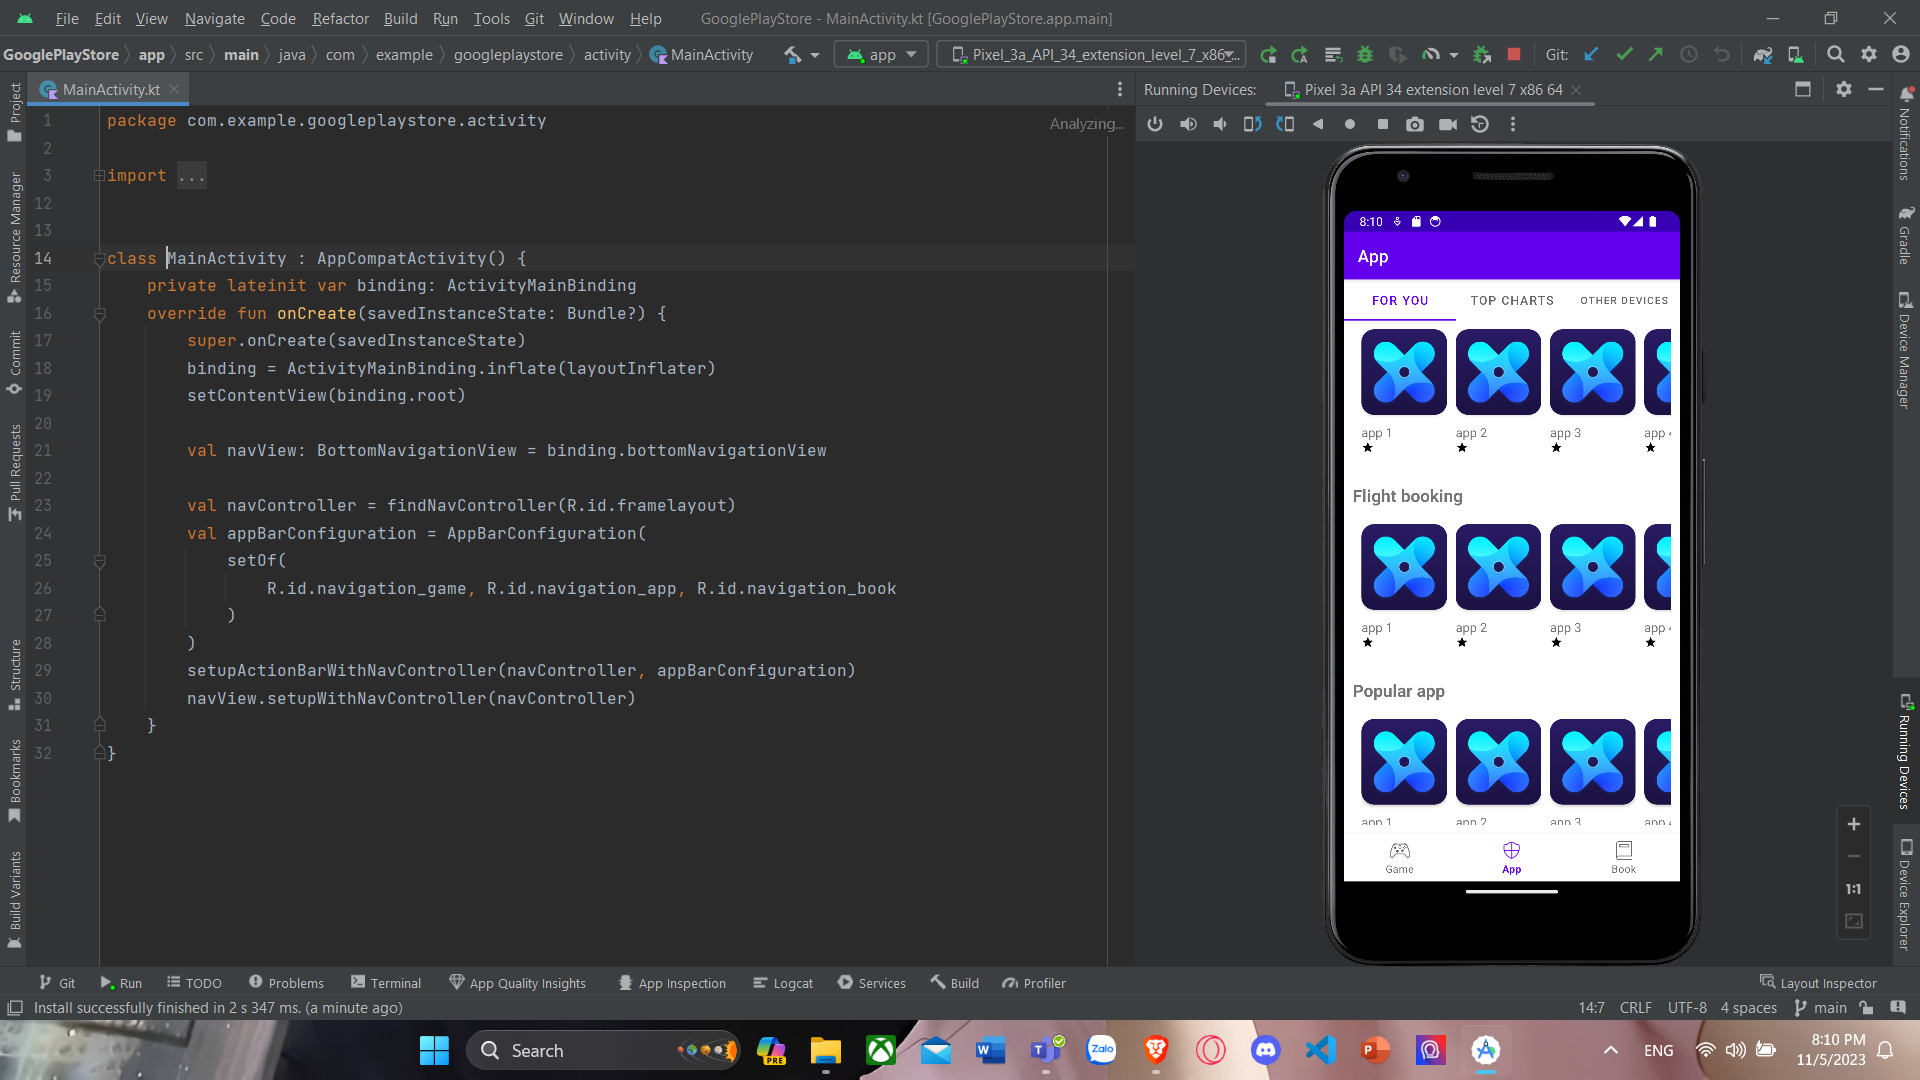 File Edit View Navigate Code Refactor Build Run Tools Git Window Help GooglePlayStore - MainActivity.kt [GooglePlayStore.app.main]
GooglePlayStore app src main java com example googleplaystore activity MainActivity app Pixel_3a_API_34_extension_level_7_x86... Git:
MainActivity.kt
Running Devices: Pixel 3a API 34 extension level 7 x86 64
Project
Resource Manager
Commit
Pull Requests
Structure
Bookmarks
Build Variants
Analyzing...
1 package com.example.googleplaystore.activity
2
3 import ...
12
13
14 class MainActivity : AppCompatActivity() {
15 private lateinit var binding: ActivityMainBinding
16 override fun onCreate(savedInstanceState: Bundle?) {
17 super.onCreate(savedInstanceState)
18 binding = ActivityMainBinding.inflate(layoutInflater)
19 setContentView(binding.root)
20
21 val navView: BottomNavigationView = binding.bottomNavigationView
22
23 val navController = findNavController(R.id.framelayout)
24 val appBarConfiguration = AppBarConfiguration(
25 setOf(
26 R.id.navigation_game, R.id.navigation_app, R.id.navigation_book
27 )
28 )
29 setupActionBarWithNavController(navController, appBarConfiguration)
30 navView.setupWithNavController(navController)
31 }
32 }
8:10
App
FOR YOU TOP CHARTS OTHER DEVICES
app 1 app 2 app 3 app
Flight booking
app 1 app 2 app 3 app
Popular app
app 1 app 2 app 3 app
Game App Book
1:1
Notifications
Gradle
Device Manager
Running Devices
Device Explorer
Git Run TODO Problems Terminal App Quality Insights App Inspection Logcat Services Build Profiler Layout Inspector
Install successfully finished in 2 s 347 ms. (a minute ago) 14:7 CRLF UTF-8 4 spaces main
Search PRE Zalo ENG
8:10 PM
11/5/2023